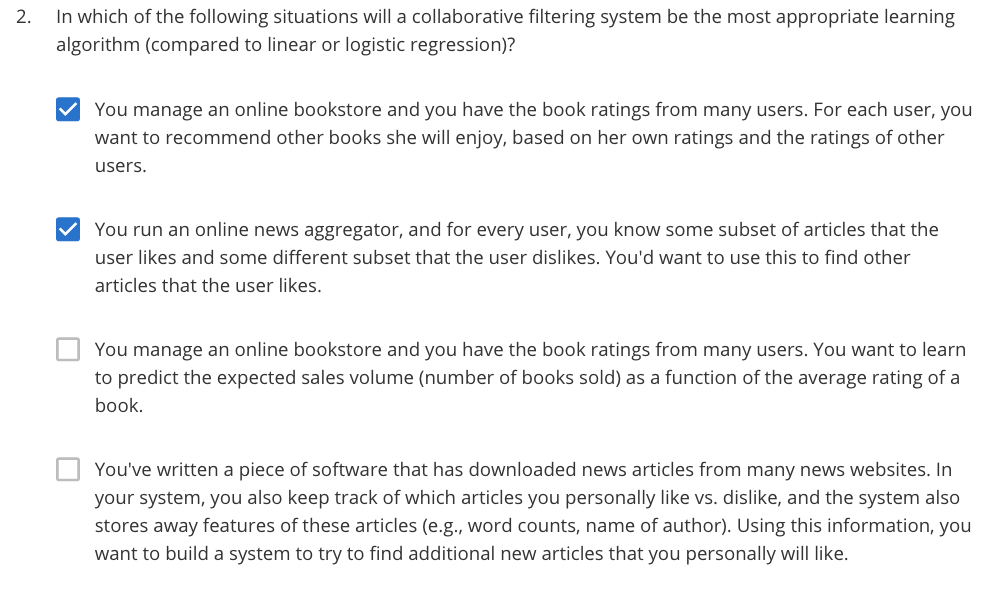 2. In which of the following situations will a collaborative filtering system be the most appropriate learning
algorithm (compared to linear or logistic regression)?
You manage an online bookstore and you have the book ratings from many users. For each user, you
want to recommend other books she will enjoy, based on her own ratings and the ratings of other
users.
You run an online news aggregator, and for every user, you know some subset of articles that the
user likes and some different subset that the user dislikes. You'd want to use this to find other
articles that the user likes.
You manage an online bookstore and you have the book ratings from many users. You want to learn
to predict the expected sales volume (number of books sold) as a function of the average rating of a
book.
You've written a piece of software that has downloaded news articles from many news websites. In
your system, you also keep track of which articles you personally like vs. dislike, and the system also
stores away features of these articles (e.g., word counts, name of author). Using this information, you
want to build a system to try to find additional new articles that you personally will like.